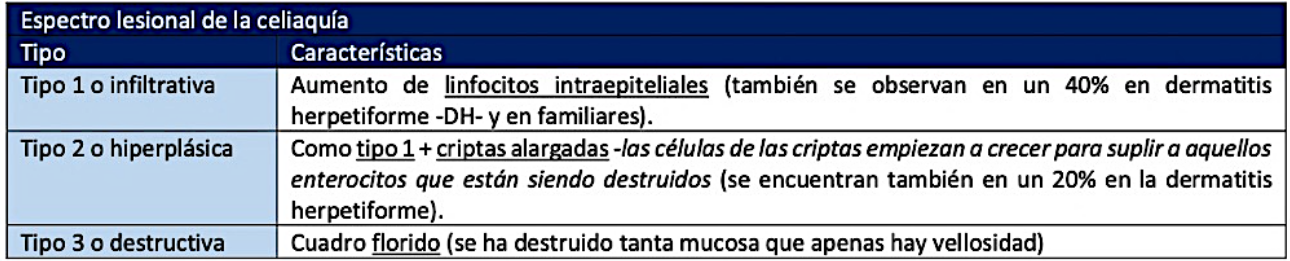 Espectro lesional de la celiaquía
Tipo Características
Tipo 1 o infiltrativa Aumento de linfocitos intraepiteliales (también se observan en un 40% en dermatitis
herpetiforme -DH- y en familiares).
Tipo 2 o hiperplásica Como tipo 1 + criptas alargadas -las células de las criptas empiezan a crecer para suplir a aquellos
enterocitos que están siendo destruidos (se encuentran también en un 20% en la dermatitis
herpetiforme).
Tipo 3 o destructiva Cuadro florido (se ha destruido tanta mucosa que apenas hay vellosidad)